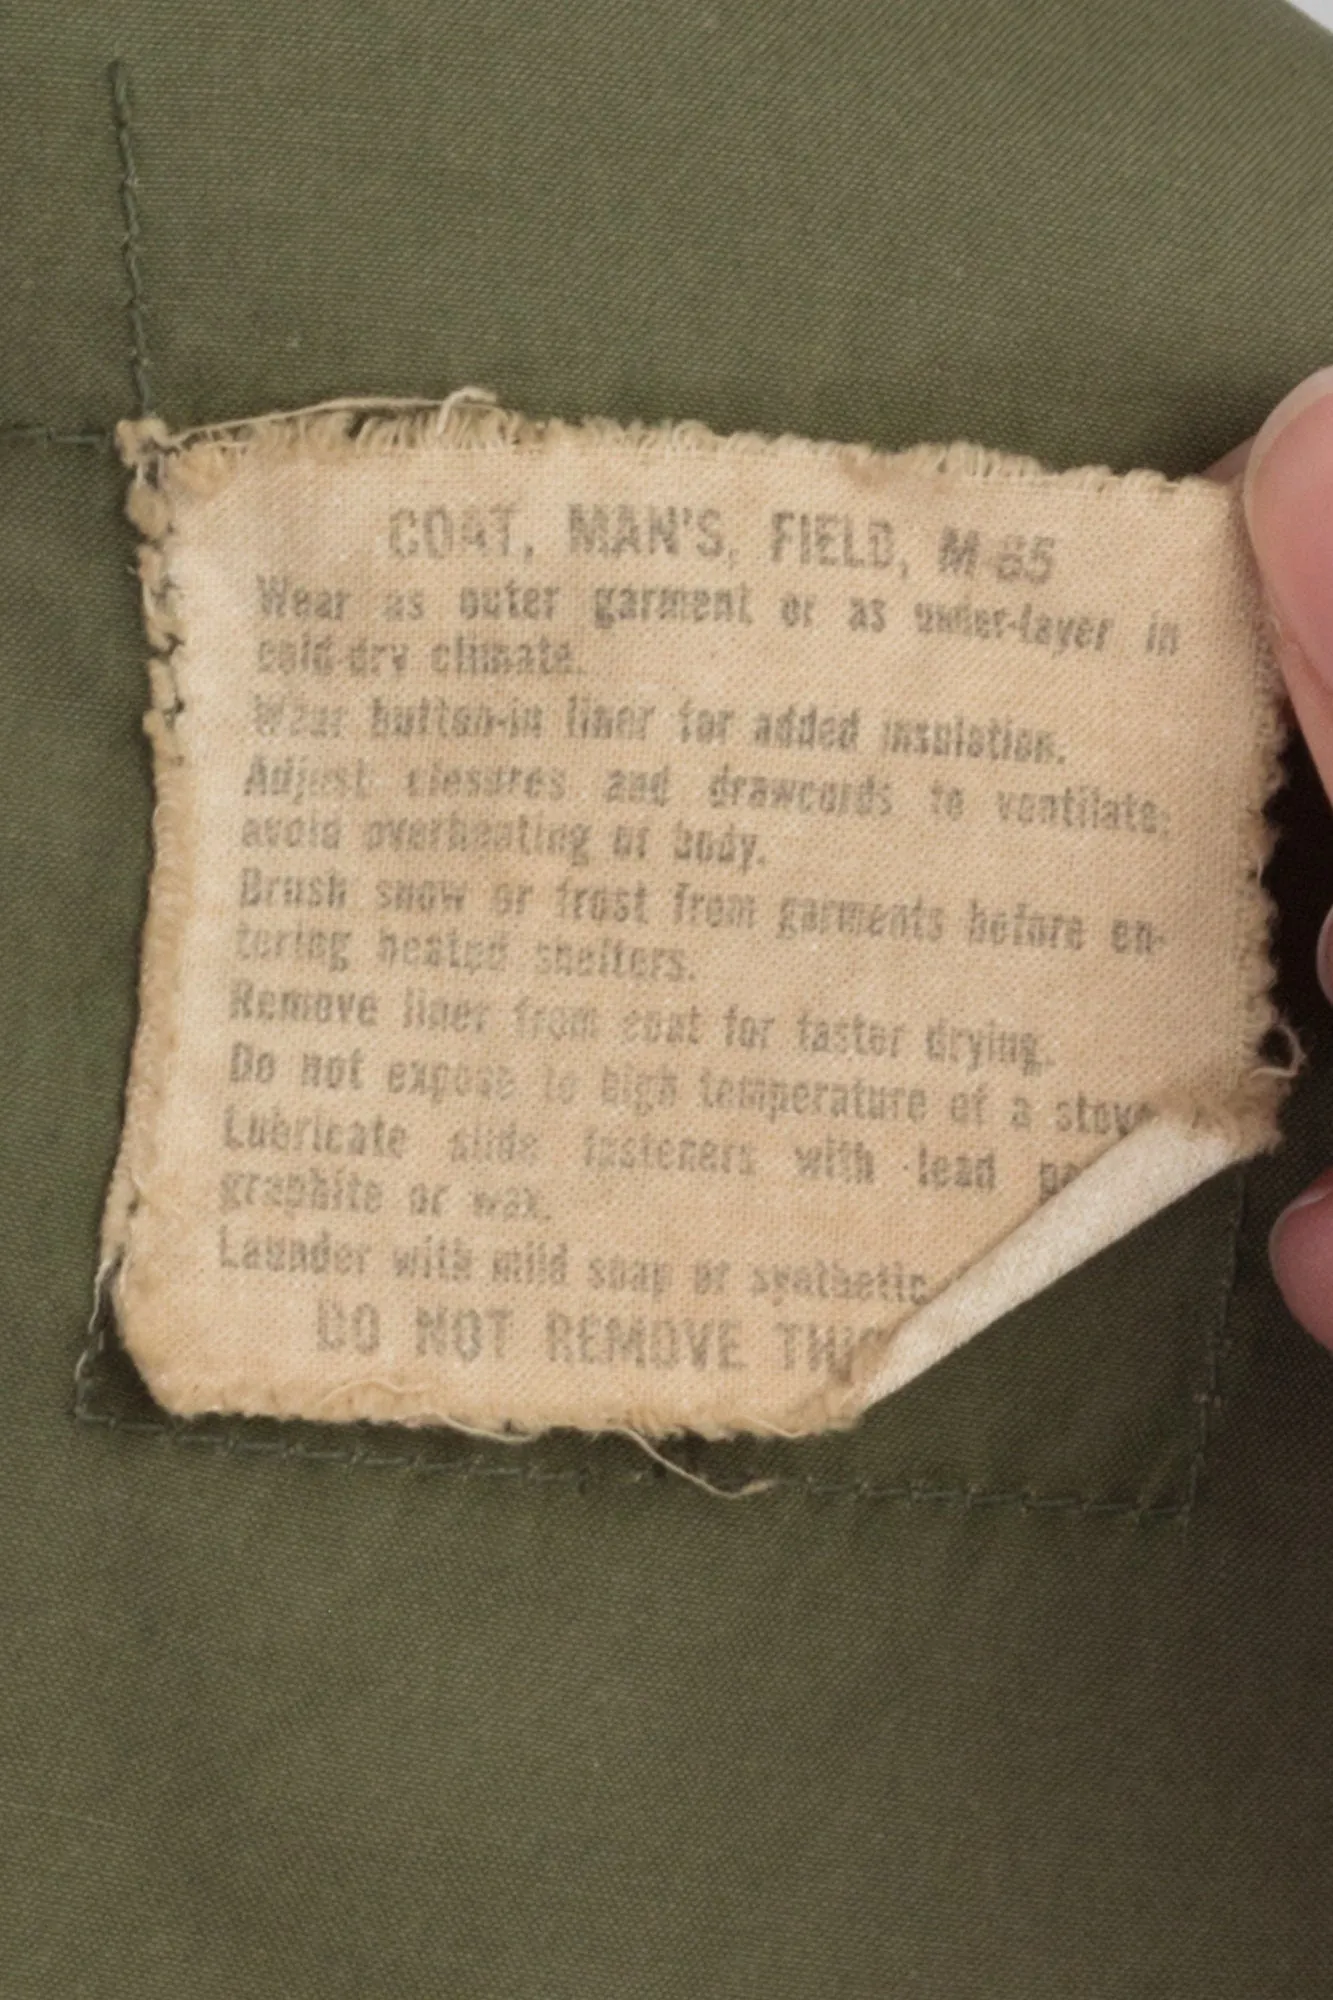 COAT, MAN'S, FIELD, M-65
Wear as outer garment or as under-layer in
cold-dry climate.
Wear button-in liner for added insulation.
Adjust closures and drawcords to ventilate;
avoid overheating of body.
Brush snow or frost from garments before en-
tering heated shelters.
Remove liner from coat for faster drying.
Do not expose to high temperature of a stove
Lubricate slide fasteners with lead
graphite or wax.
Launder with mild soap or synthetic
DO NOT REMOVE THIS